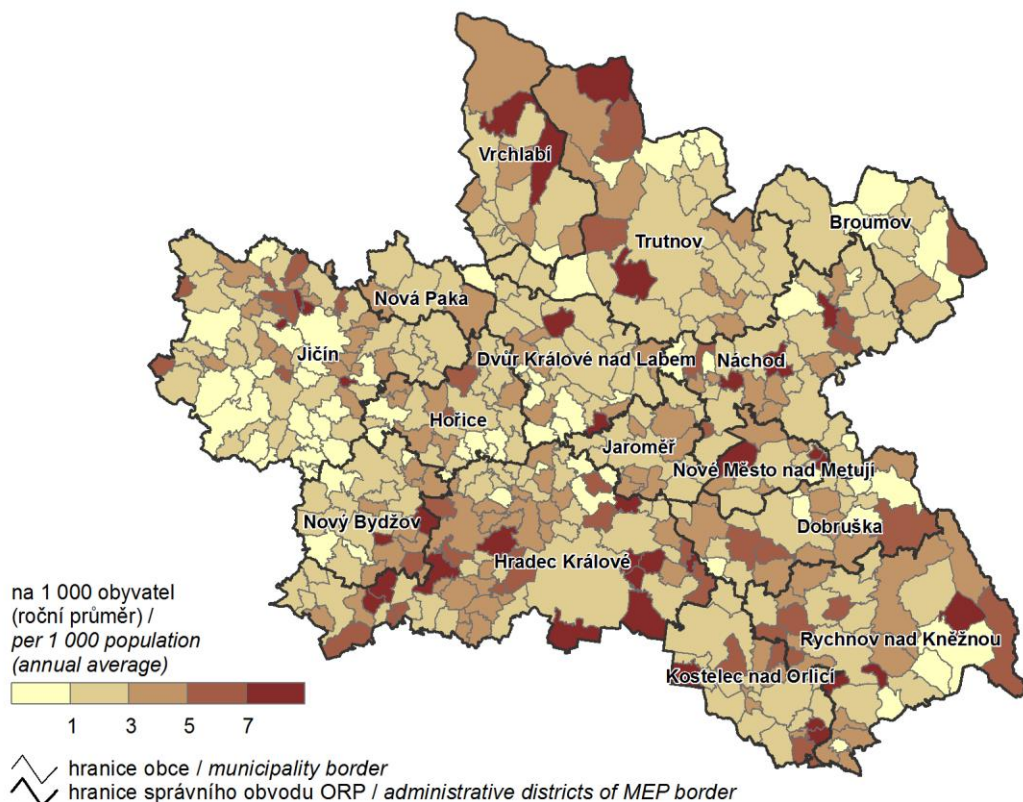 Vrchlabí
Broumov
Trutnov
Nová Paka
Jičín
Dvůr Králové nad Labem
Náchod
Hořice
Jaroměř
Nové Město nad Metují
Nový Bydžov
Dobruška
Hradec Králové
Rychnov nad Kněžnou
Kostelec nad Orlicí
na 1 000 obyvatel
(roční průměr) /
per 1 000 population
(annual average)
1 3 5 7
hranice obce / municipality border
hranice správního obvodu ORP / administrative districts of MEP border